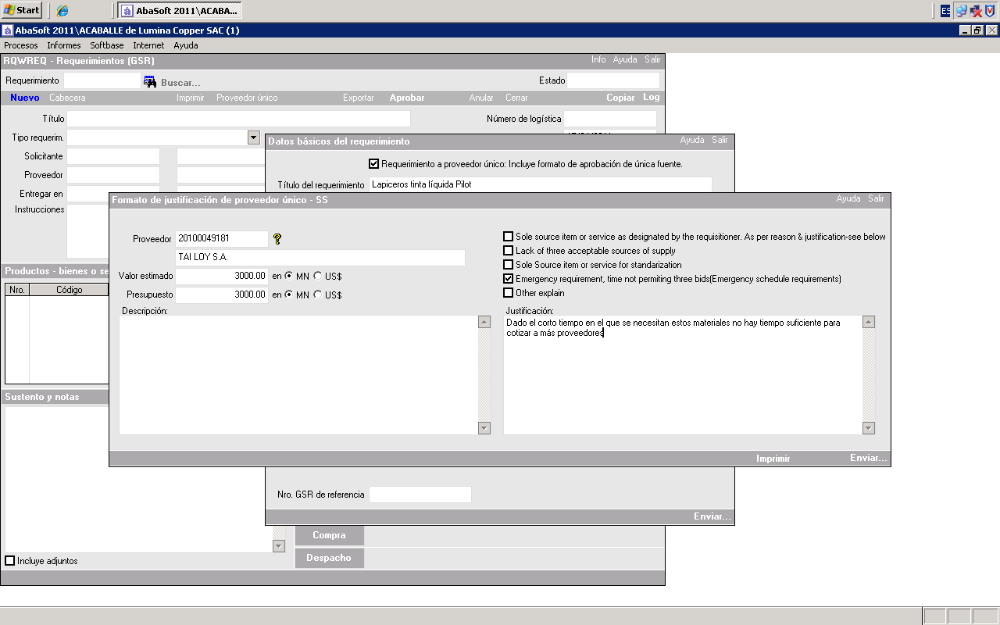 Start
AbaSoft 2011\ACABA...
ES
AbaSoft 2011\ACABALLE de Lumina Copper SAC (1)
Procesos Informes Softbase Internet Ayuda
RQWREQ - Requerimientos (GSR) Info Ayuda Salir
Requerimiento Buscar... Estado
Nuevo Cabecera Imprimir Proveedor único Exportar Aprobar Anular Cerrar Copiar Log
Título Número de logística
Tipo requerim.
Solicitante
Proveedor
Entregar en
Instrucciones
Datos básicos del requerimiento Ayuda Salir
Requerimiento a proveedor único: Incluye formato de aprobación de única fuente.
Título del requerimiento Lapiceros tinta líquida Pilot
Formato de justificación de proveedor único - SS Ayuda Salir
Proveedor 20100049181
TAI LOY S.A.
Valor estimado 3000.00 en MN US$
Presupuesto 3000.00 en MN US$
Descripción:
Sole source item or service as designated by the requisitioner. As per reason & justification-see below
Lack of three acceptable sources of supply
Sole Source item or service for standarization
Emergency requirement, time not permiting three bids(Emergency schedule requirements)
Other explain
Justificación:
Dado el corto tiempo en el que se necesitan estos materiales no hay tiempo suficiente para
cotizar a más proveedores
Imprimir Enviar...
Productos - bienes o se
Nro. Código
Sustento y notas
Nro. GSR de referencia
Enviar...
Compra
Despacho
Incluye adjuntos